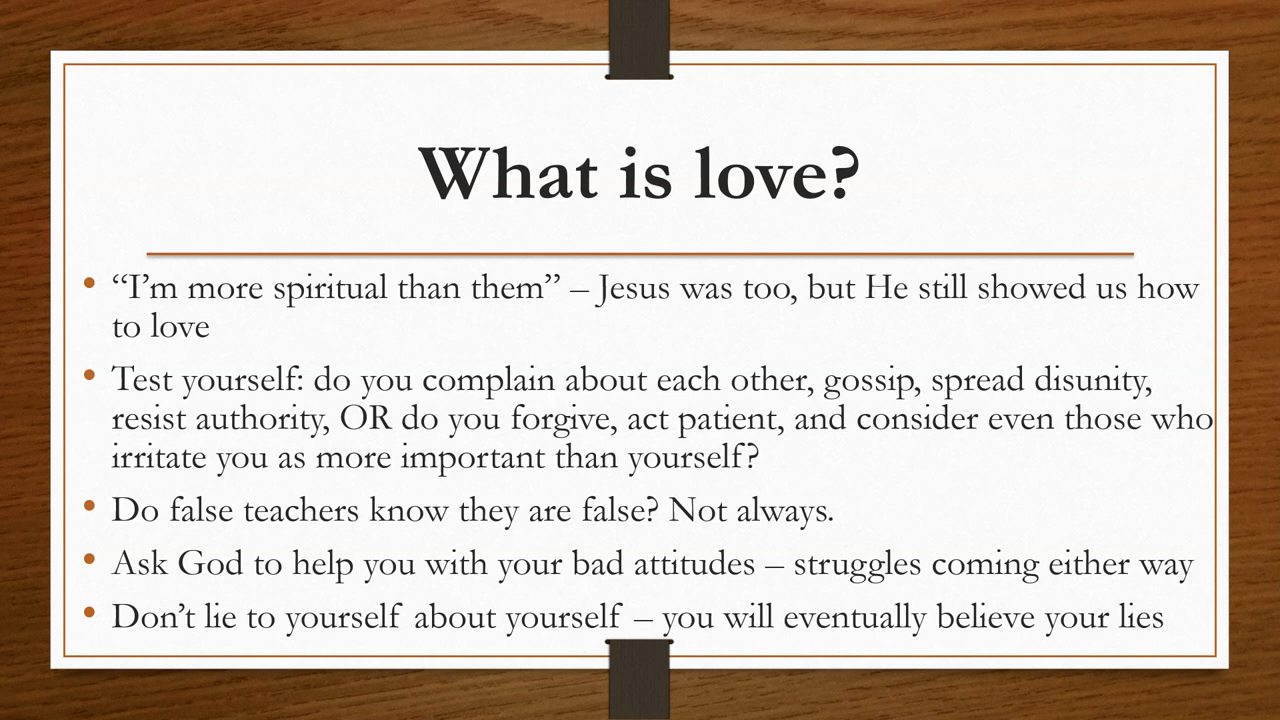 What is love?
• “I’m more spiritual than them” – Jesus was too, but He still showed us how
to love
• Test yourself: do you complain about each other, gossip, spread disunity,
resist authority, OR do you forgive, act patient, and consider even those who
irritate you as more important than yourself?
• Do false teachers know they are false? Not always.
• Ask God to help you with your bad attitudes – struggles coming either way
• Don’t lie to yourself about yourself – you will eventually believe your lies